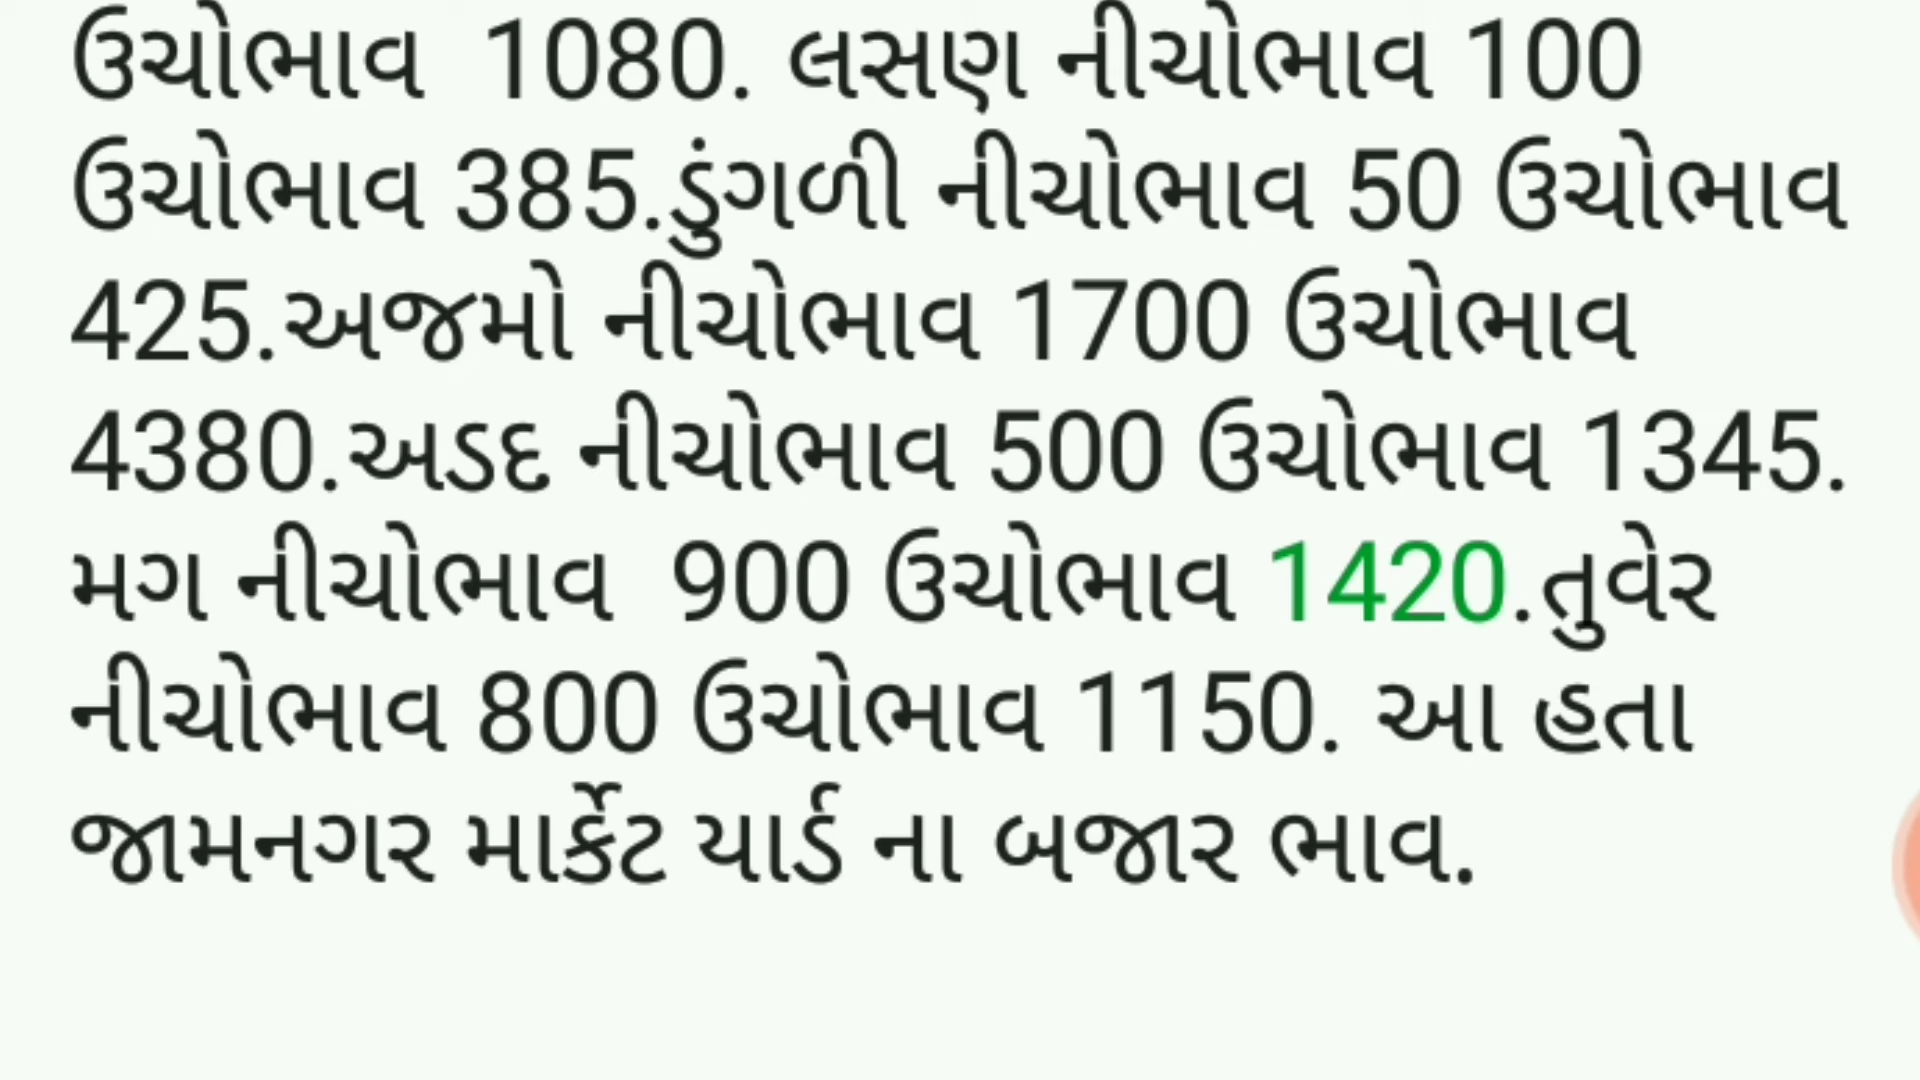 ઉચોભાવ  1080. લસણ નીચોભાવ 100
ઉચોભાવ 385.ડુંગળી નીચોભાવ 50 ઉચોભાવ
425.અજમો નીચોભાવ 1700 ઉચોભાવ
4380.અડદ નીચોભાવ 500 ઉચોભાવ 1345.
મગ નીચોભાવ  900 ઉચોભાવ 1420.તુવેર
નીચોભાવ 800 ઉચોભાવ 1150. આ હતા
જામનગર માર્કેટ યાર્ડ ના બજાર ભાવ.